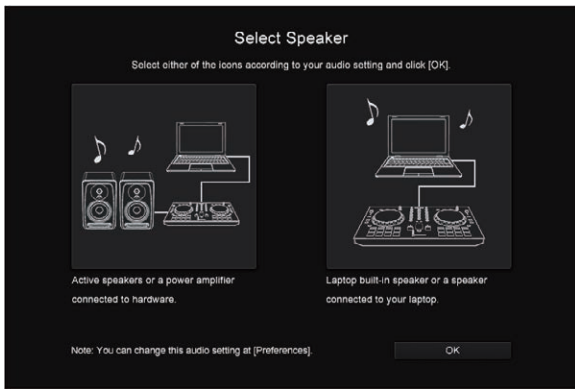 Select Speaker
Select either of the icons according to your audio setting and click [OK].
Active speakers or a power amplifier
connected to hardware.
Laptop built-in speaker or a speaker
connected to your laptop.
Note: You can change this audio setting at [Preferences].
OK